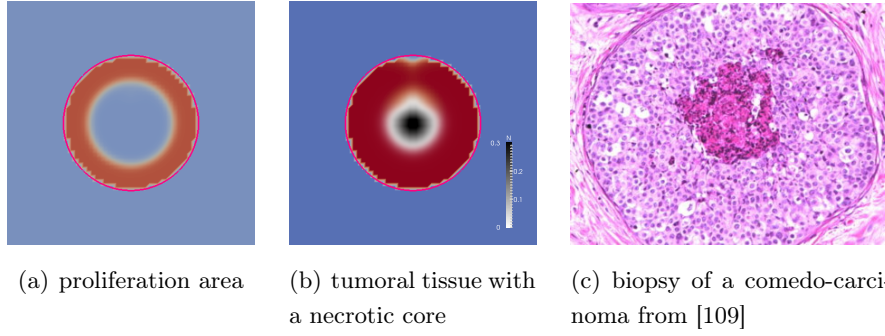 N
0.3
0.2
0.1
0
(a) proliferation area
(b) tumoral tissue with
a necrotic core
(c) biopsy of a comedo-carci-
noma from [109]